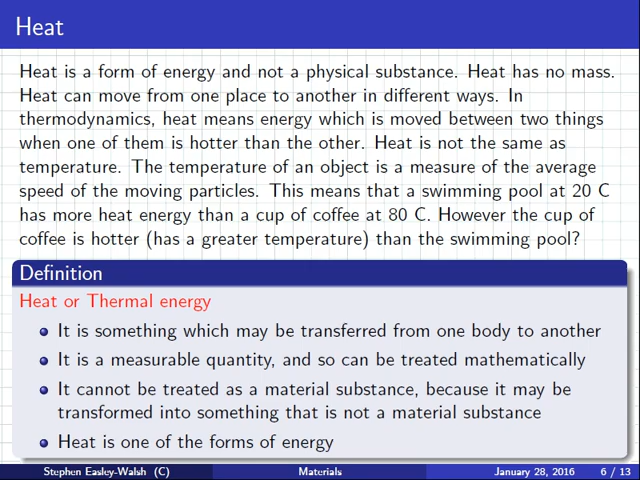 Heat
Heat is a form of energy and not a physical substance. Heat has no mass.
Heat can move from one place to another in different ways. In
thermodynamics, heat means energy which is moved between two things
when one of them is hotter than the other. Heat is not the same as
temperature. The temperature of an object is a measure of the average
speed of the moving particles. This means that a swimming pool at 20 C
has more heat energy than a cup of coffee at 80 C. However the cup of
coffee is hotter (has a greater temperature) than the swimming pool?
Definition
Heat or Thermal energy
It is something which may be transferred from one body to another
It is a measurable quantity, and so can be treated mathematically
It cannot be treated as a material substance, because it may be
transformed into something that is not a material substance
Heat is one of the forms of energy
Stephen Easley-Walsh (C) Materials January 28, 2016 6 / 13